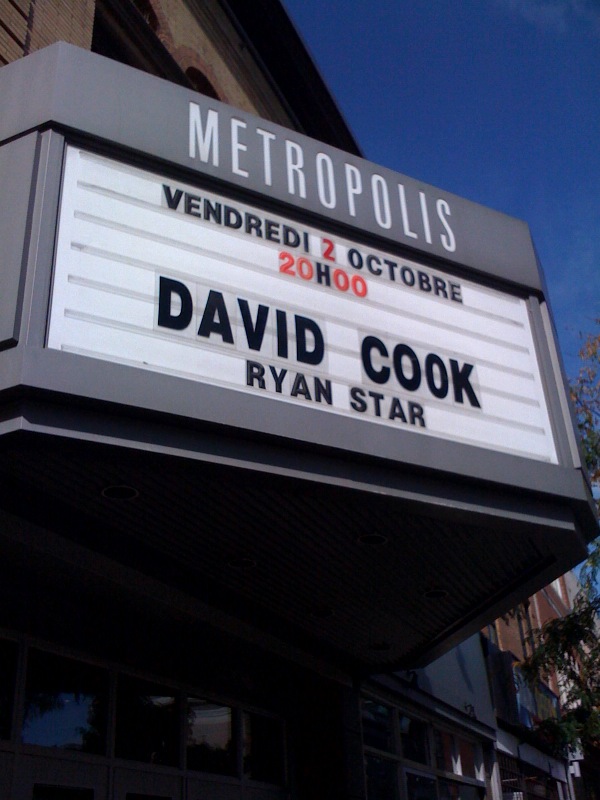 METROPOLIS
VENDREDI 2 OCTOBRE
20H00
DAVID COOK
RYAN STAR